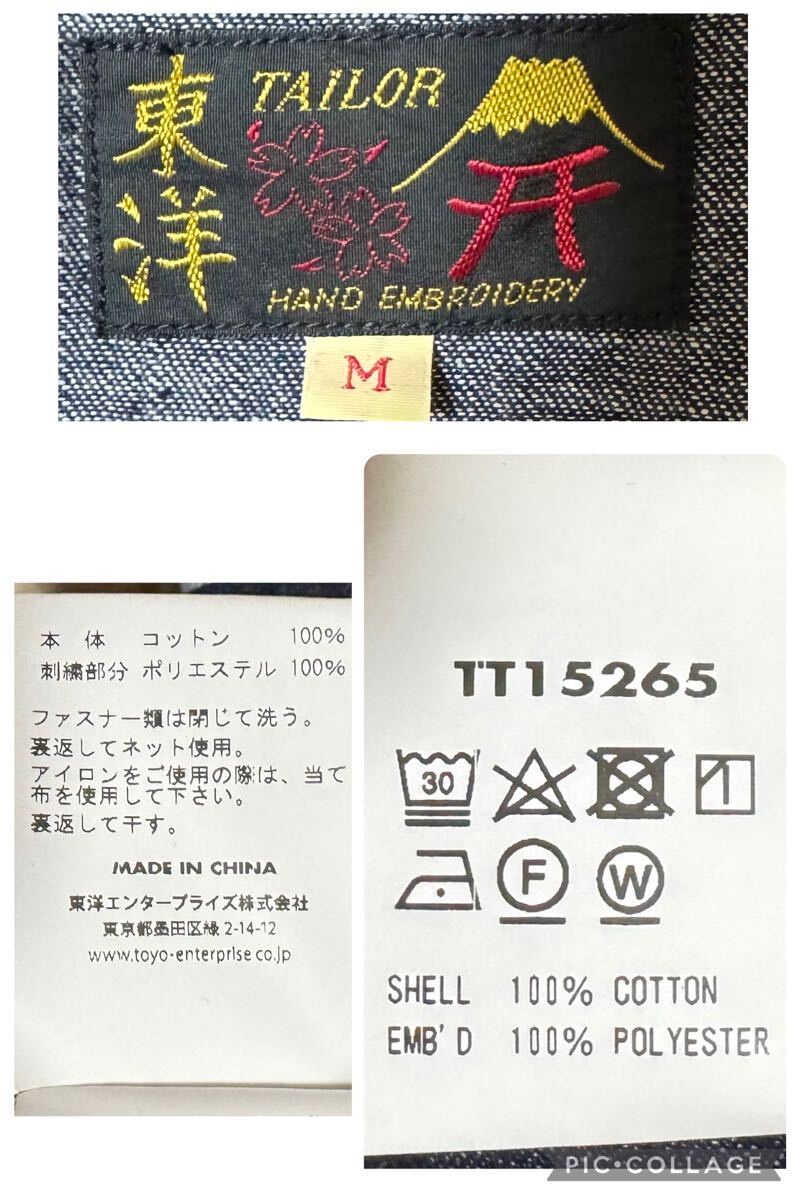 東洋
TAILOR
HAND EMBROIDERY
M
本体 コットン 100%
刺繍部分 ポリエステル 100%
ファスナー類は閉じて洗う。
裏返してネット使用。
アイロンをご使用の際は、当て
布を使用して下さい。
裏返して干す。
MADE IN CHINA
東洋エンタープライズ株式会社
東京都墨田区緑2-14-12
www.toyo-enterprise.co.jp
TT15265
30
F
W
SHELL 100% COTTON
EMB'D 100% POLYESTER
PIC•COLLAGE